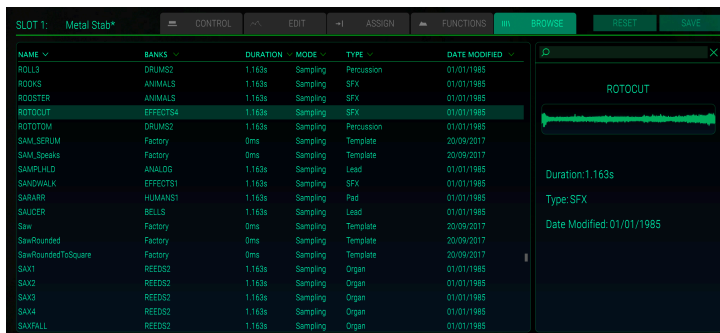 SLOT 1: Metal Stab* CONTROL EDIT ASSIGN FUNCTIONS BROWSE RESET SAVE
NAME BANKS DURATION MODE TYPE DATE MODIFIED
ROLL3 DRUMS2 1.163s Sampling Percussion 01/01/1985
ROOKS ANIMALS 1.163s Sampling SFX 01/01/1985
ROOSTER ANIMALS 1.163s Sampling SFX 01/01/1985
ROTOCUT EFFECTS4 1.163s Sampling SFX 01/01/1985
ROTOTOM DRUMS2 1.163s Sampling Percussion 01/01/1985
SAM_SERUM Factory 0ms Sampling Template 20/09/2017
SAM_Speaks Factory 0ms Sampling Template 20/09/2017
SAMPLHLD ANALOG 1.163s Sampling Lead 01/01/1985
SANDWALK EFFECTS1 1.163s Sampling SFX 01/01/1985
SARARR HUMANS1 1.163s Sampling Pad 01/01/1985
SAUCER BELLS 1.163s Sampling Lead 01/01/1985
Saw Factory 0ms Sampling Template 20/09/2017
SawRounded Factory 0ms Sampling Template 20/09/2017
SawRoundedToSquare Factory 0ms Sampling Template 20/09/2017
SAX1 REEDS2 1.163s Sampling Organ 01/01/1985
SAX2 REEDS2 1.163s Sampling Organ 01/01/1985
SAX3 REEDS2 1.163s Sampling Organ 01/01/1985
SAX4 REEDS2 1.163s Sampling Organ 01/01/1985
SAXFALL REEDS2 1.163s Sampling Organ 01/01/1985
ROTOCUT
Duration:1.163s
Type: SFX
Date Modified: 01/01/1985